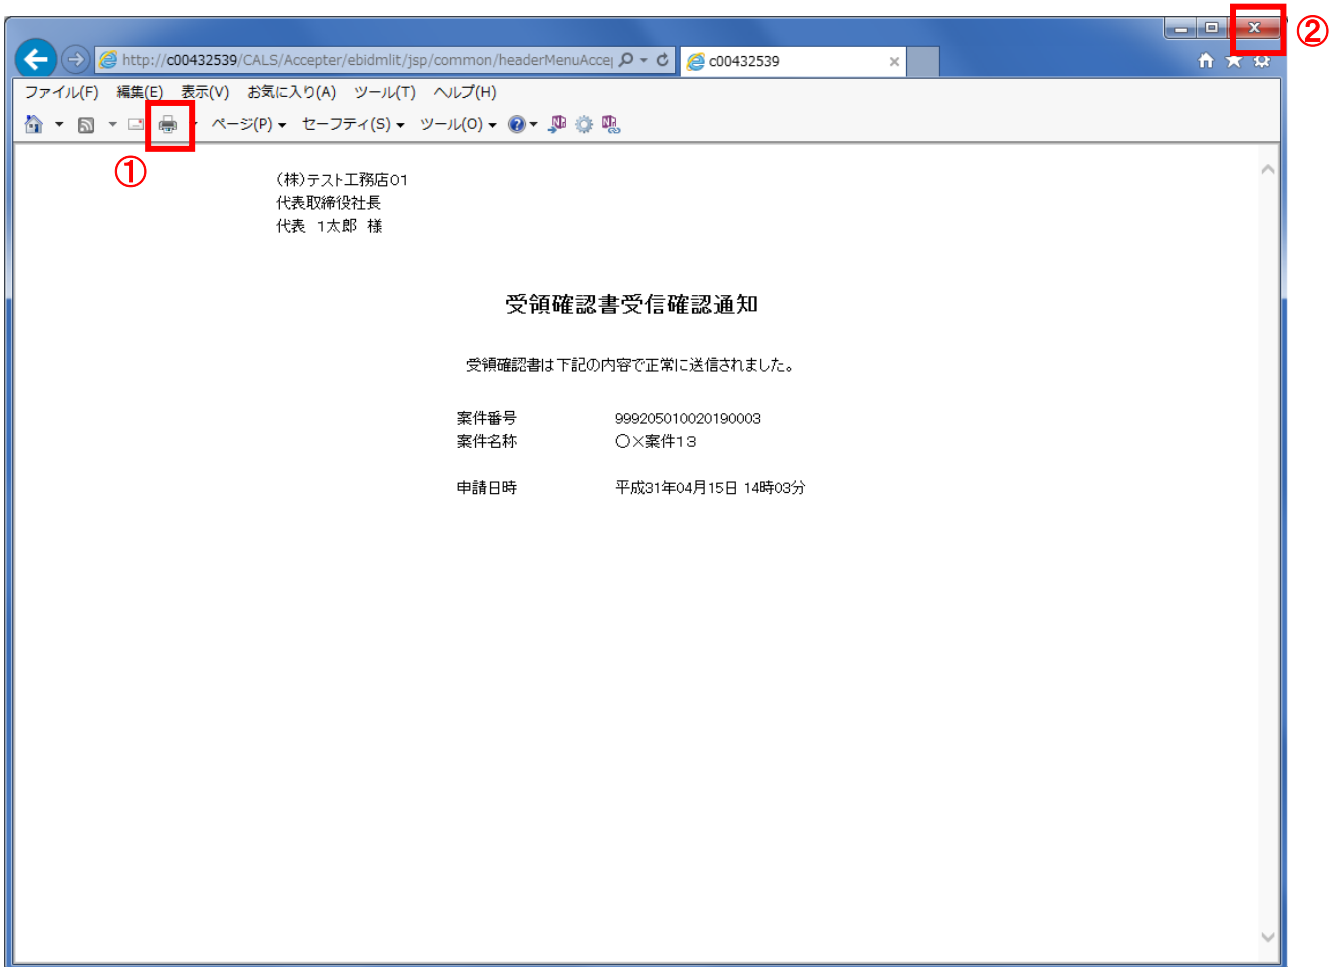 ②
http://c00432539/CALS/Accepter/ebidmlit/jsp/common/headerMenuAccep
c00432539
ファイル(F) 編集(E) 表示(V) お気に入り(A) ツール(T) ヘルプ(H)
ページ(P) セーフティ(S) ツール(O)
①
(株)テスト工務店01
代表取締役社長
代表 1太郎 様
受領確認書受信確認通知
受領確認書は下記の内容で正常に送信されました。
案件番号 999205010020190003
案件名称 ○×案件13
申請日時 平成31年04月15日 14時03分